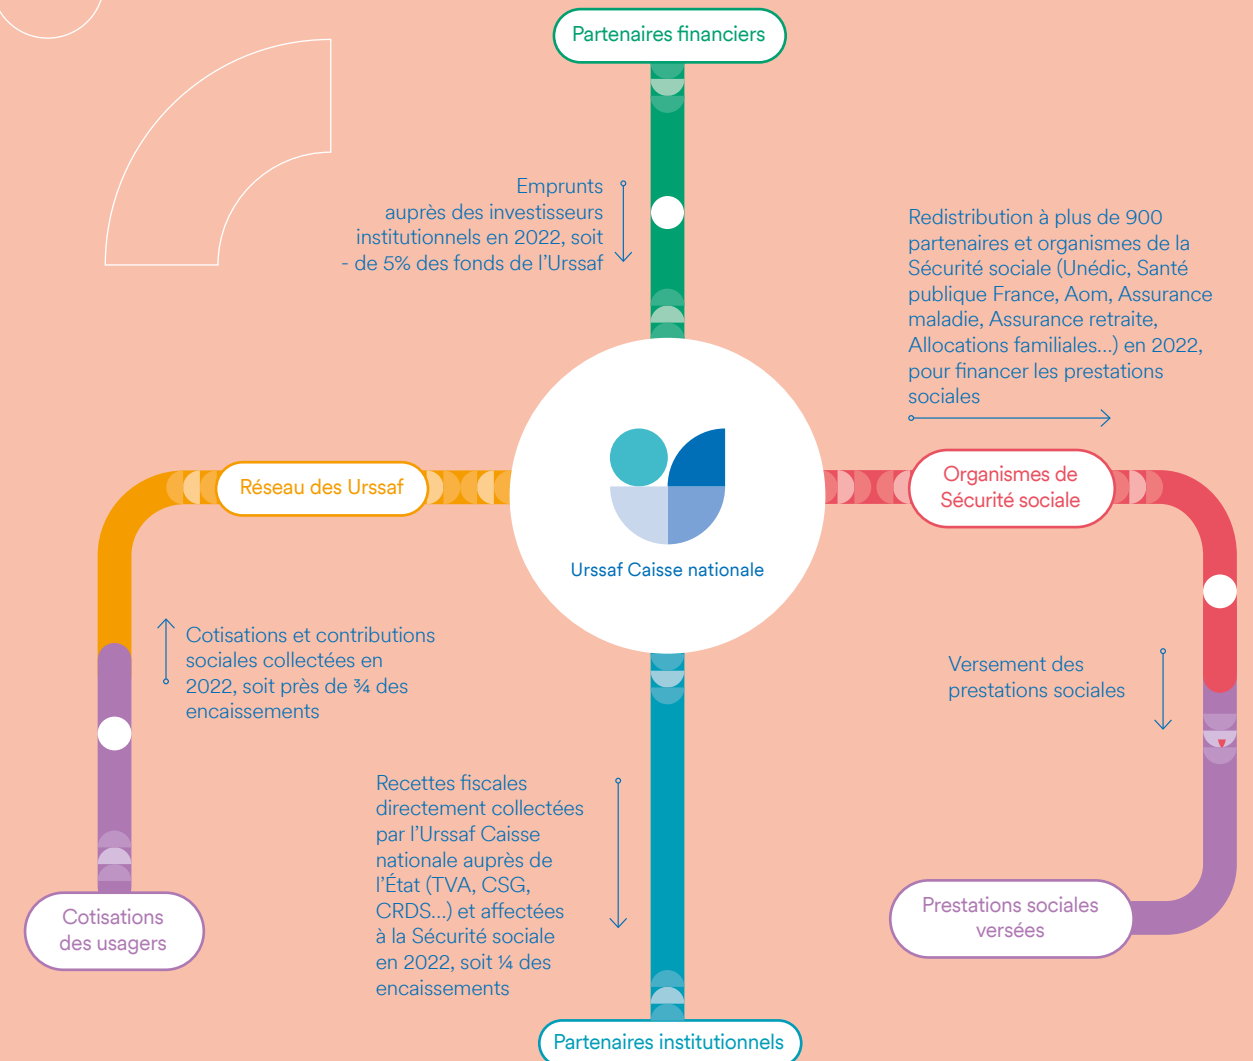 Partenaires financiers
Emprunts
auprès des investisseurs
institutionnels en 2022, soit
- de 5% des fonds de l’Urssaf
Redistribution à plus de 900
partenaires et organismes de la
Sécurité sociale (Unédic, Santé
publique France, Aom, Assurance
maladie, Assurance retraite,
Allocations familiales...) en 2022,
pour financer les prestations
sociales
Réseau des Urssaf
Urssaf Caisse nationale
Organismes de
Sécurité sociale
Cotisations et contributions
sociales collectées en
2022, soit près de ¾ des
encaissements
Versement des
prestations sociales
Recettes fiscales
directement collectées
par l’Urssaf Caisse
nationale auprès de
l’État (TVA, CSG,
CRDS...) et affectées
à la Sécurité sociale
en 2022, soit ¼ des
encaissements
Cotisations
des usagers
Prestations sociales
versées
Partenaires institutionnels